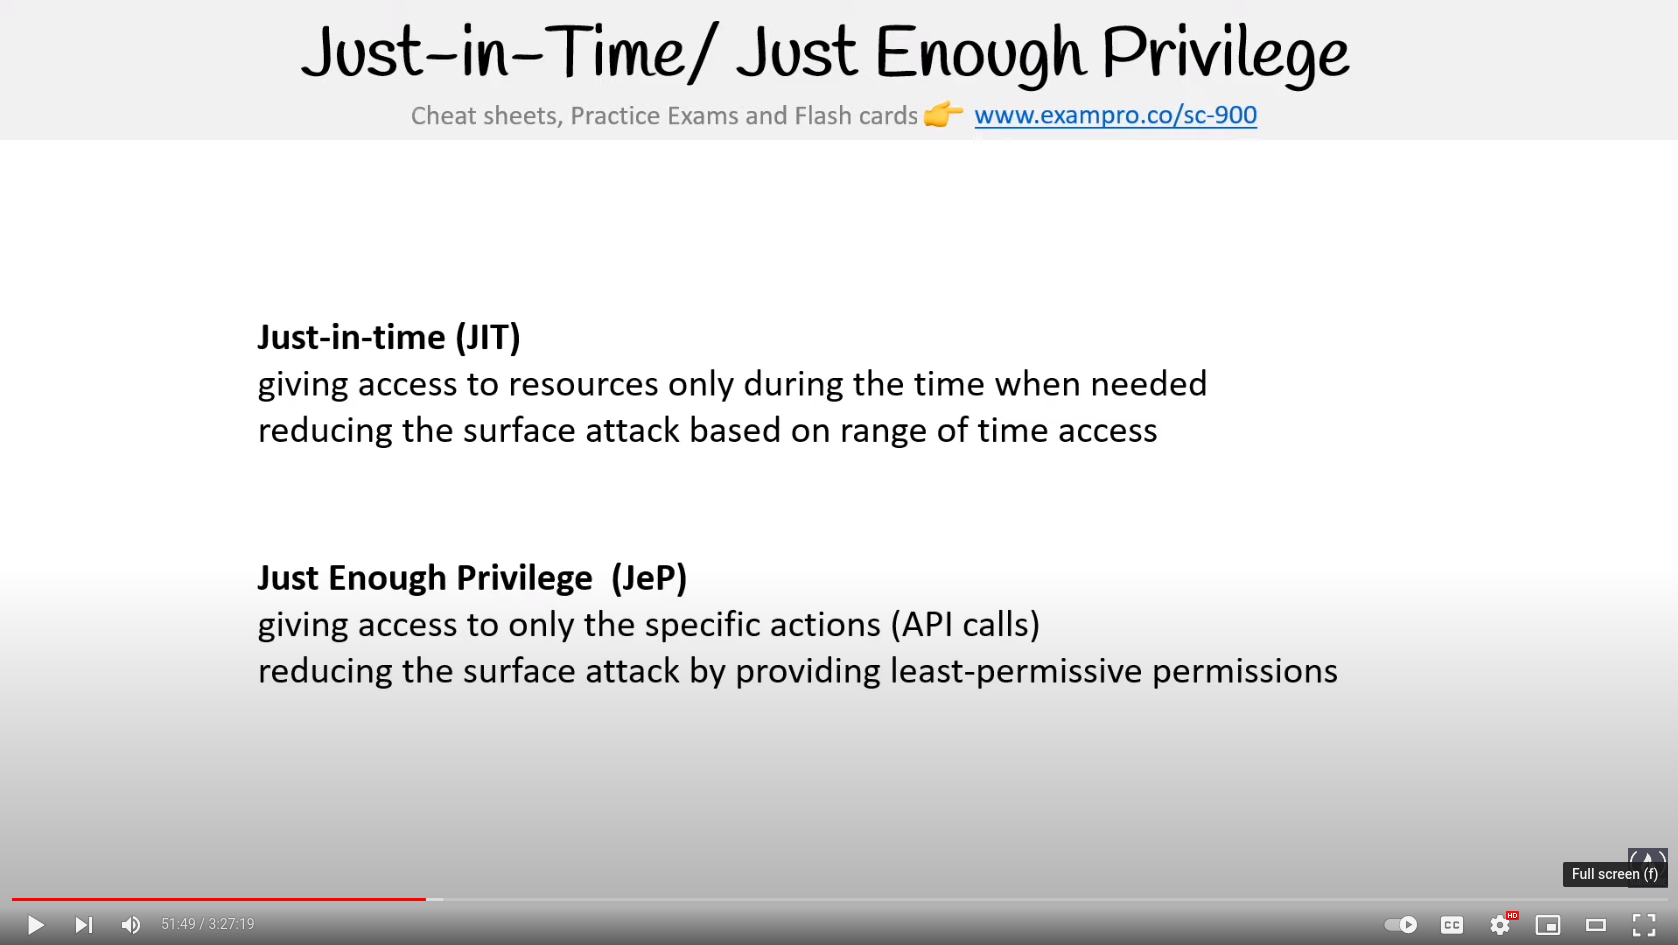 Just-in-Time/ Just Enough Privilege
Cheat sheets, Practice Exams and Flash cards 👉 www.exampro.co/sc-900
Just-in-time (JIT)
giving access to resources only during the time when needed
reducing the surface attack based on range of time access
Just Enough Privilege (JeP)
giving access to only the specific actions (API calls)
reducing the surface attack by providing least-permissive permissions
Full screen (f)
51:49 / 3:27:19
CC
HD